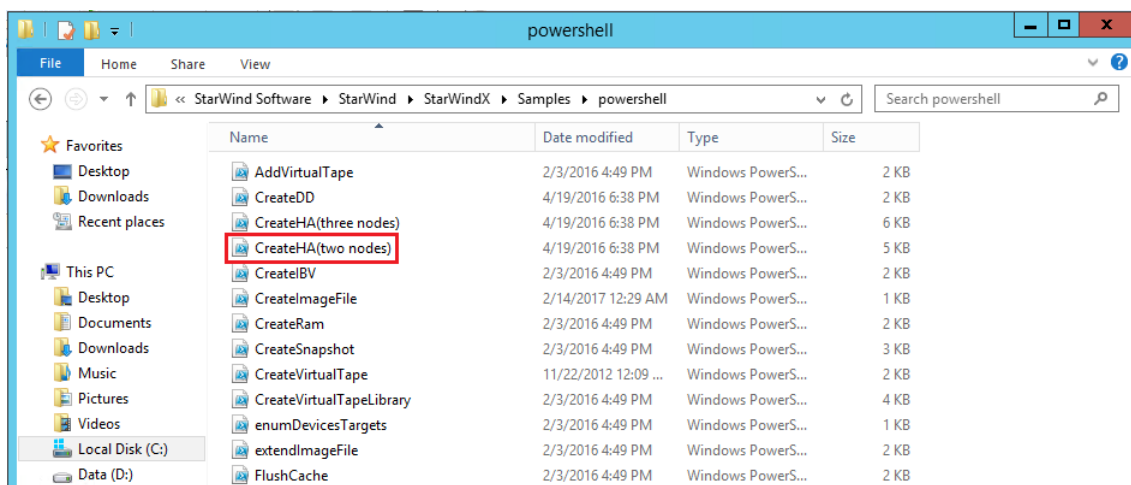 powershell
File Home Share View
« StarWind Software StarWind StarWindX Samples powershell Search powershell
Favorites
Desktop
Downloads
Recent places
This PC
Desktop
Documents
Downloads
Music
Pictures
Videos
Local Disk (C:)
Data (D:)
Name Date modified Type Size
AddVirtualTape 2/3/2016 4:49 PM Windows PowerS... 2 KB
CreateDD 4/19/2016 6:38 PM Windows PowerS... 2 KB
CreateHA(three nodes) 4/19/2016 6:38 PM Windows PowerS... 6 KB
CreateHA(two nodes) 4/19/2016 6:38 PM Windows PowerS... 5 KB
CreateIBV 2/3/2016 4:49 PM Windows PowerS... 2 KB
CreateImageFile 2/14/2017 12:29 AM Windows PowerS... 1 KB
CreateRam 2/3/2016 4:49 PM Windows PowerS... 2 KB
CreateSnapshot 2/3/2016 4:49 PM Windows PowerS... 3 KB
CreateVirtualTape 11/22/2012 12:09 ... Windows PowerS... 2 KB
CreateVirtualTapeLibrary 2/3/2016 4:49 PM Windows PowerS... 4 KB
enumDevicesTargets 2/3/2016 4:49 PM Windows PowerS... 1 KB
extendImageFile 2/3/2016 4:49 PM Windows PowerS... 2 KB
FlushCache 2/3/2016 4:49 PM Windows PowerS... 2 KB